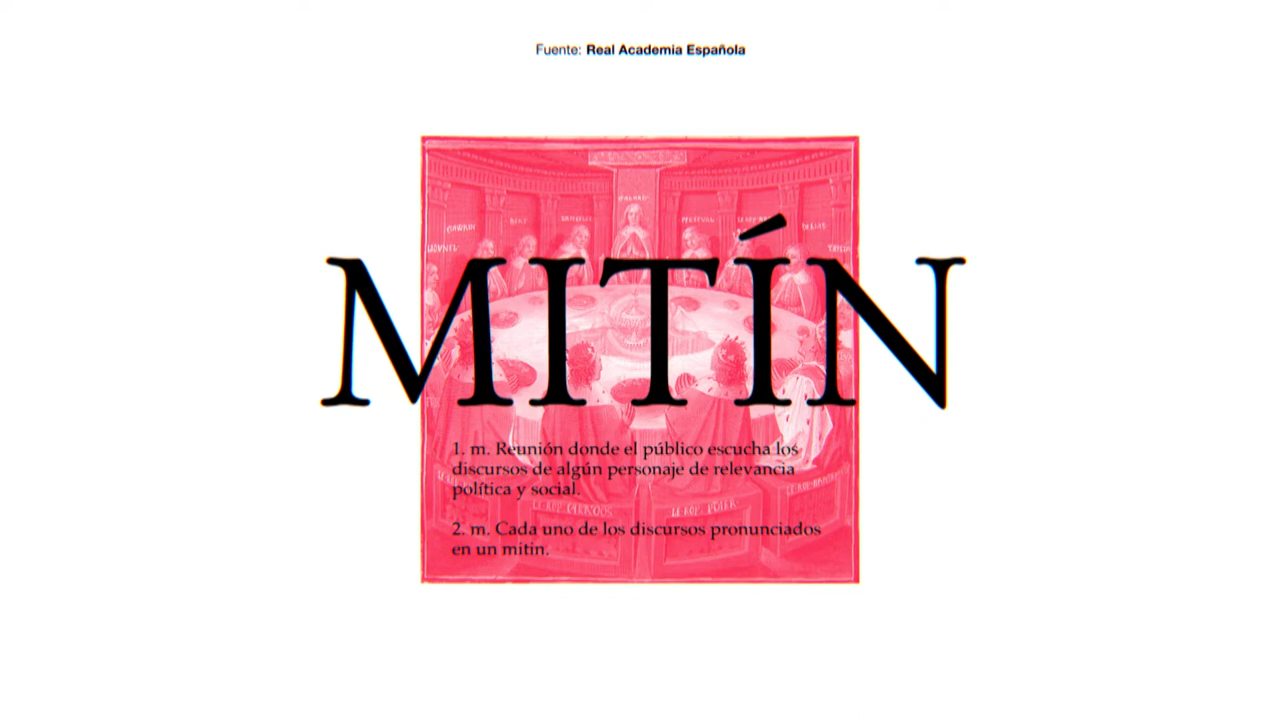 Fuente: Real Academia Española
MITÍN
1. m. Reunión donde el público escucha los
discursos de algún personaje de relevancia
política y social.
2. m. Cada uno de los discursos pronunciados
en un mitin.